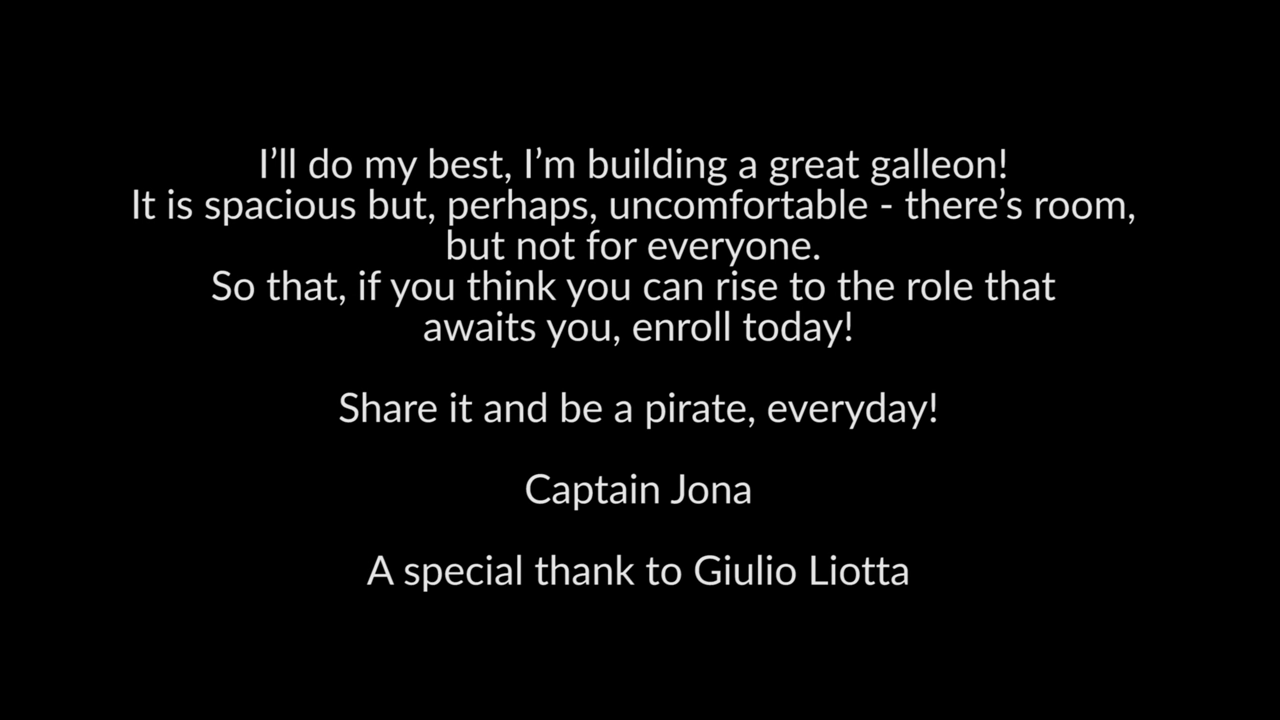 I’ll do my best, I’m building a great galleon!
It is spacious but, perhaps, uncomfortable - there’s room,
but not for everyone.
So that, if you think you can rise to the role that
awaits you, enroll today!
Share it and be a pirate, everyday!
Captain Jona
A special thank to Giulio Liotta